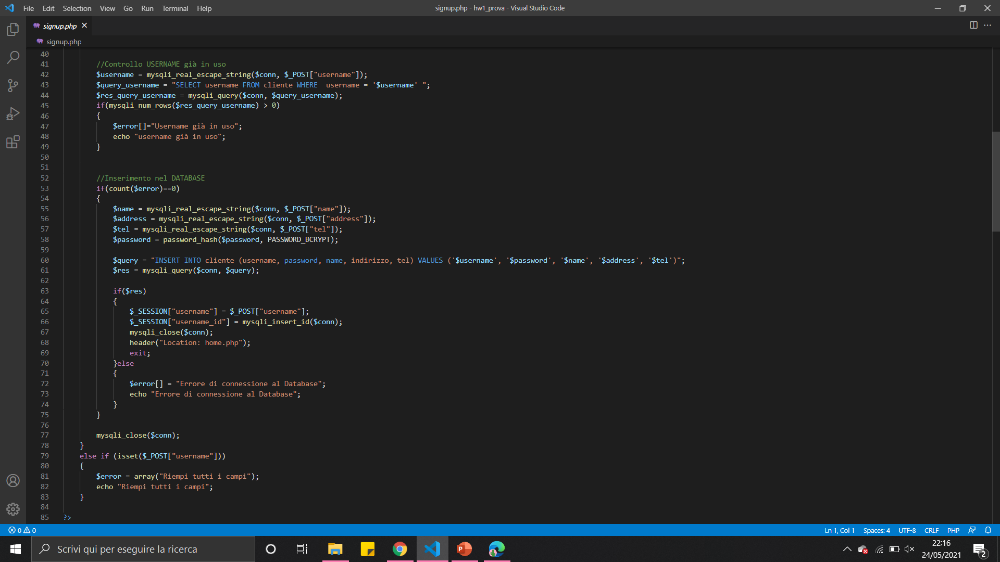 File Edit Selection View Go Run Terminal Help
signup.php - hw1_prova - Visual Studio Code
signup.php
signup.php
40
41 //Controllo USERNAME già in uso
42 $username = mysqli_real_escape_string($conn, $_POST["username"]);
43 $query_username = "SELECT username FROM cliente WHERE  username = '$username' ";
44 $res_query_username = mysqli_query($conn, $query_username);
45 if(mysqli_num_rows($res_query_username) > 0)
46 {
47 $error[]="Username già in uso";
48 echo "username già in uso";
49 }
50
51
52 //Inserimento nel DATABASE
53 if(count($error)==0)
54 {
55 $name = mysqli_real_escape_string($conn, $_POST["name"]);
56 $address = mysqli_real_escape_string($conn, $_POST["address"]);
57 $tel = mysqli_real_escape_string($conn, $_POST["tel"]);
58 $password = password_hash($password, PASSWORD_BCRYPT);
59
60 $query = "INSERT INTO cliente (username, password, name, indirizzo, tel) VALUES ('$username', '$password', '$name', '$address', '$tel')";
61 $res = mysqli_query($conn, $query);
62
63 if($res)
64 {
65 $_SESSION["username"] = $_POST["username"];
66 $_SESSION["username_id"] = mysqli_insert_id($conn);
67 mysqli_close($conn);
68 header("Location: home.php");
69 exit;
70 }else
71 {
72 $error[] = "Errore di connessione al Database";
73 echo "Errore di connessione al Database";
74 }
75 }
76
77 mysqli_close($conn);
78 }
79 else if (isset($_POST["username"]))
80 {
81 $error = array("Riempi tutti i campi");
82 echo "Riempi tutti i campi";
83 }
84
85 ?>
0 0
Ln 1, Col 1 Spaces: 4 UTF-8 CRLF PHP
Scrivi qui per eseguire la ricerca
22:16
24/05/2021
2